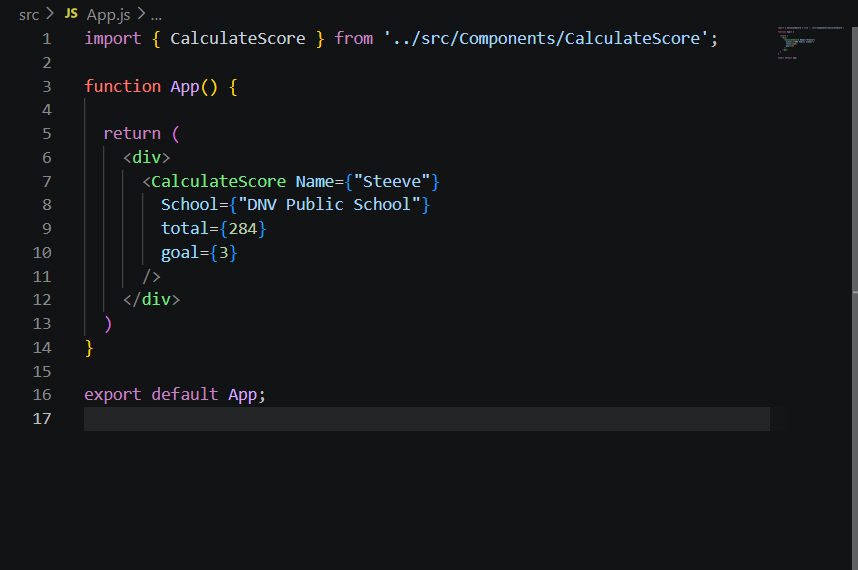 src > JS App.js > ...
1 import { CalculateScore } from '../src/Components/CalculateScore';
2
3 function App() {
4
5   return (
6     <div>
7       <CalculateScore Name={"Steeve"}
8         School={"DNV Public School"}
9         total={284}
10         goal={3}
11       />
12     </div>
13   )
14 }
15
16 export default App;
17